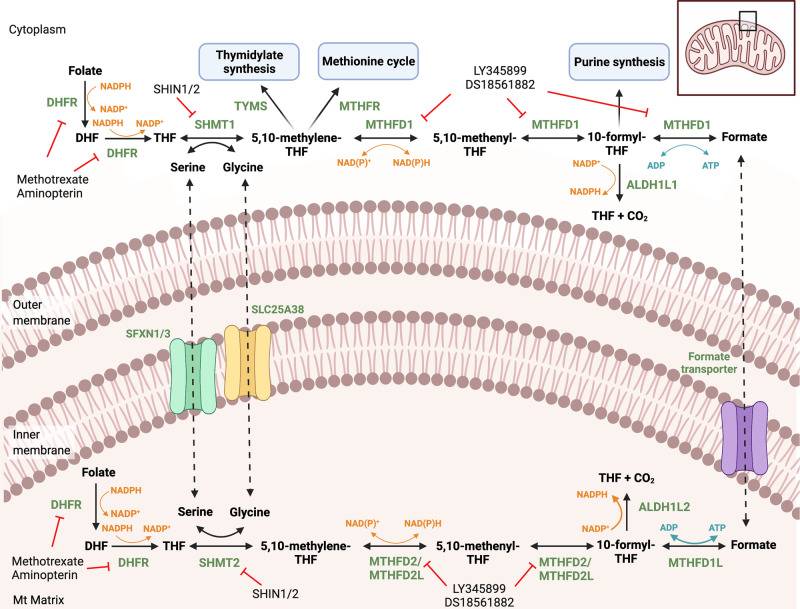 Cytoplasm
Thymidylate
synthesis
Methionine cycle
Purine synthesis
LY345899
DS18561882
SHIN1/2
Folate
NADPH
DHFR
NADP+
TYMS
MTHFR
NADPH
NADP+
SHMT1
MTHFD1
MTHFD1
MTHFD1
DHF
THF
5,10-methylene-
THF
5,10-methenyl-
THF
10-formyl-
THF
Formate
DHFR
Serine
Glycine
NAD(P)+
NAD(P)H
NADP+
ADP
ATP
Methotrexate
Aminopterin
NADPH
ALDH1L1
THF + CO₂
Outer
membrane
SLC25A38
SFXN1/3
Formate
transporter
Inner
membrane
Folate
THF + CO₂
NADPH
DHFR
NADP+
NADPH
ALDH1L2
Serine
Glycine
NADPH
NADP+
NAD(P)+
NAD(P)H
NADP+
ADP
ATP
DHF
THF
5,10-methylene-
THF
5,10-methenyl-
THF
10-formyl-
THF
Formate
Methotrexate
Aminopterin
DHFR
SHMT2
MTHFD2/
MTHFD2L
MTHFD2/
MTHFD2L
MTHFD1L
SHIN1/2
LY345899
DS18561882
Mt Matrix